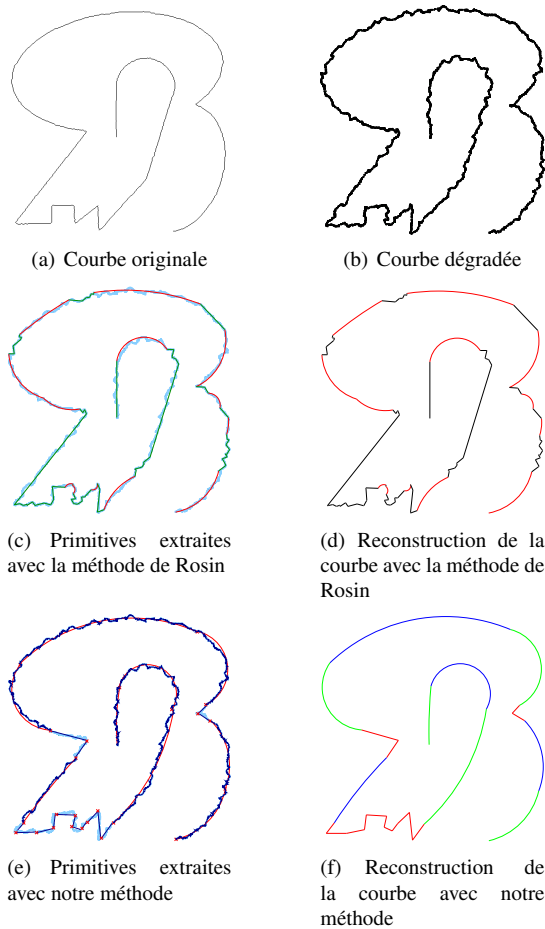 (a) Courbe originale
(b) Courbe dégradée
(c) Primitives extraites
avec la méthode de Rosin
(d) Reconstruction de la
courbe avec la méthode de
Rosin
(e) Primitives extraites
avec notre méthode
(f) Reconstruction de
la courbe avec notre
méthode